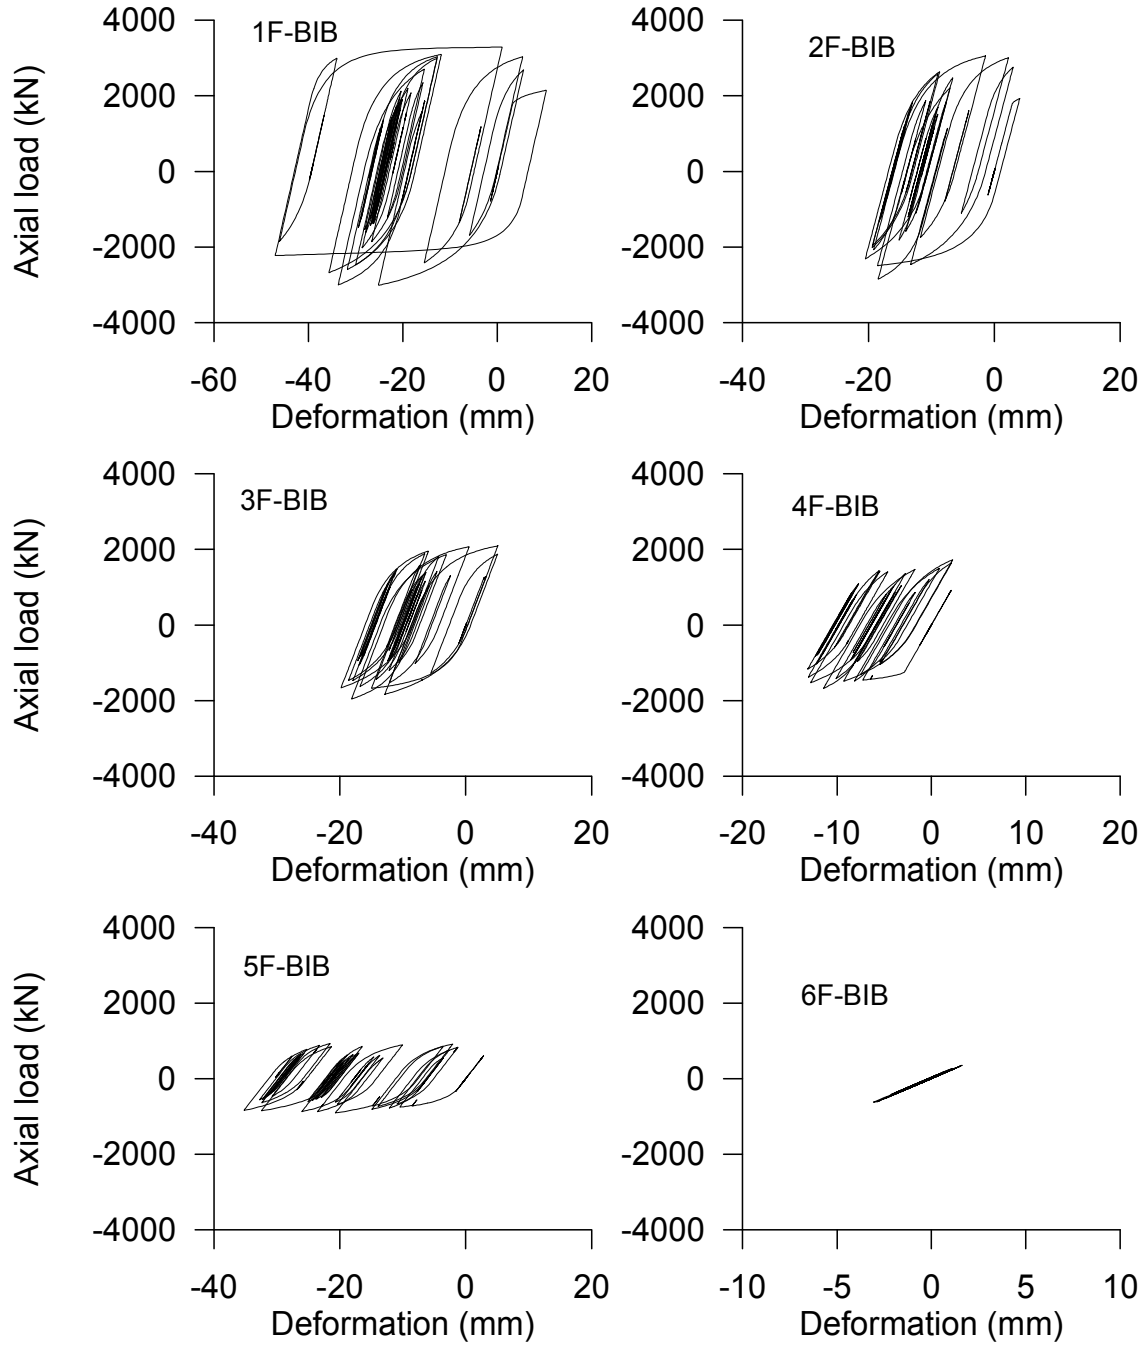 4000
2000
0
-2000
-4000
Axial load (kN)
1F-BIB
-60 -40 -20 0 20
Deformation (mm)
4000
2000
0
-2000
-4000
2F-BIB
-40 -20 0 20
Deformation (mm)
4000
2000
0
-2000
-4000
Axial load (kN)
3F-BIB
-40 -20 0 20
Deformation (mm)
4000
2000
0
-2000
-4000
4F-BIB
-20 -10 0 10 20
Deformation (mm)
4000
2000
0
-2000
-4000
Axial load (kN)
5F-BIB
-40 -20 0 20
Deformation (mm)
4000
2000
0
-2000
-4000
6F-BIB
-10 -5 0 5 10
Deformation (mm)